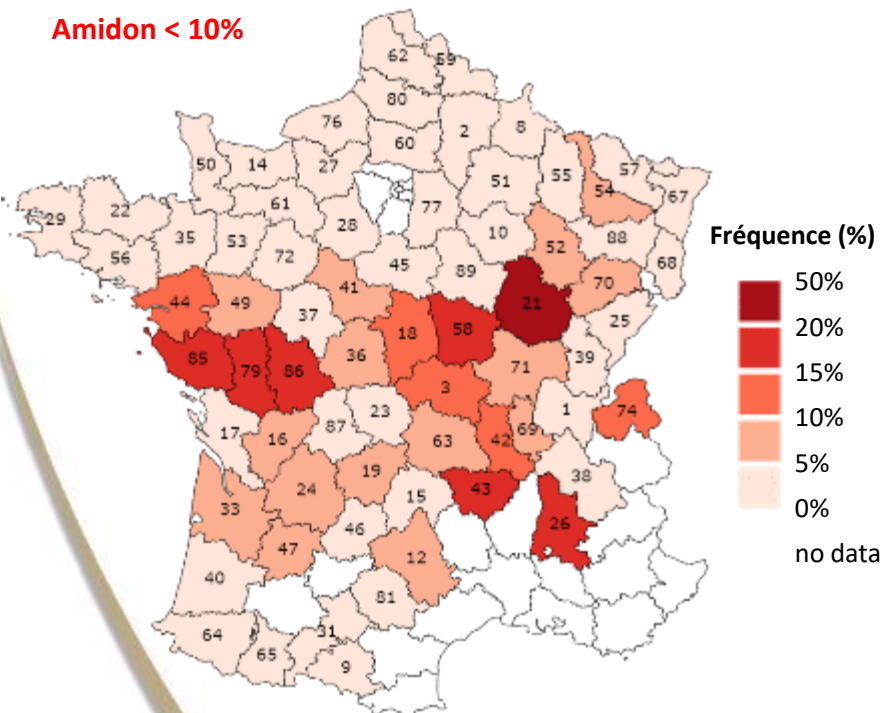 Amidon < 10%
62 59
80
76 60 2 8
50 14 27 51 55 54 57 67
61 77
29 22 35 53 28 10 52 88
56 72 45 89 68
44 49 41 70
37 18 58 21 25
85 79 86 36 71 39
3
17 16 87 23 42 69 1 74
63
33 24 19 15 43 38
46 26
47 12
40 81
64 65 31 9
Fréquence (%)
50%
20%
15%
10%
5%
0%
no data